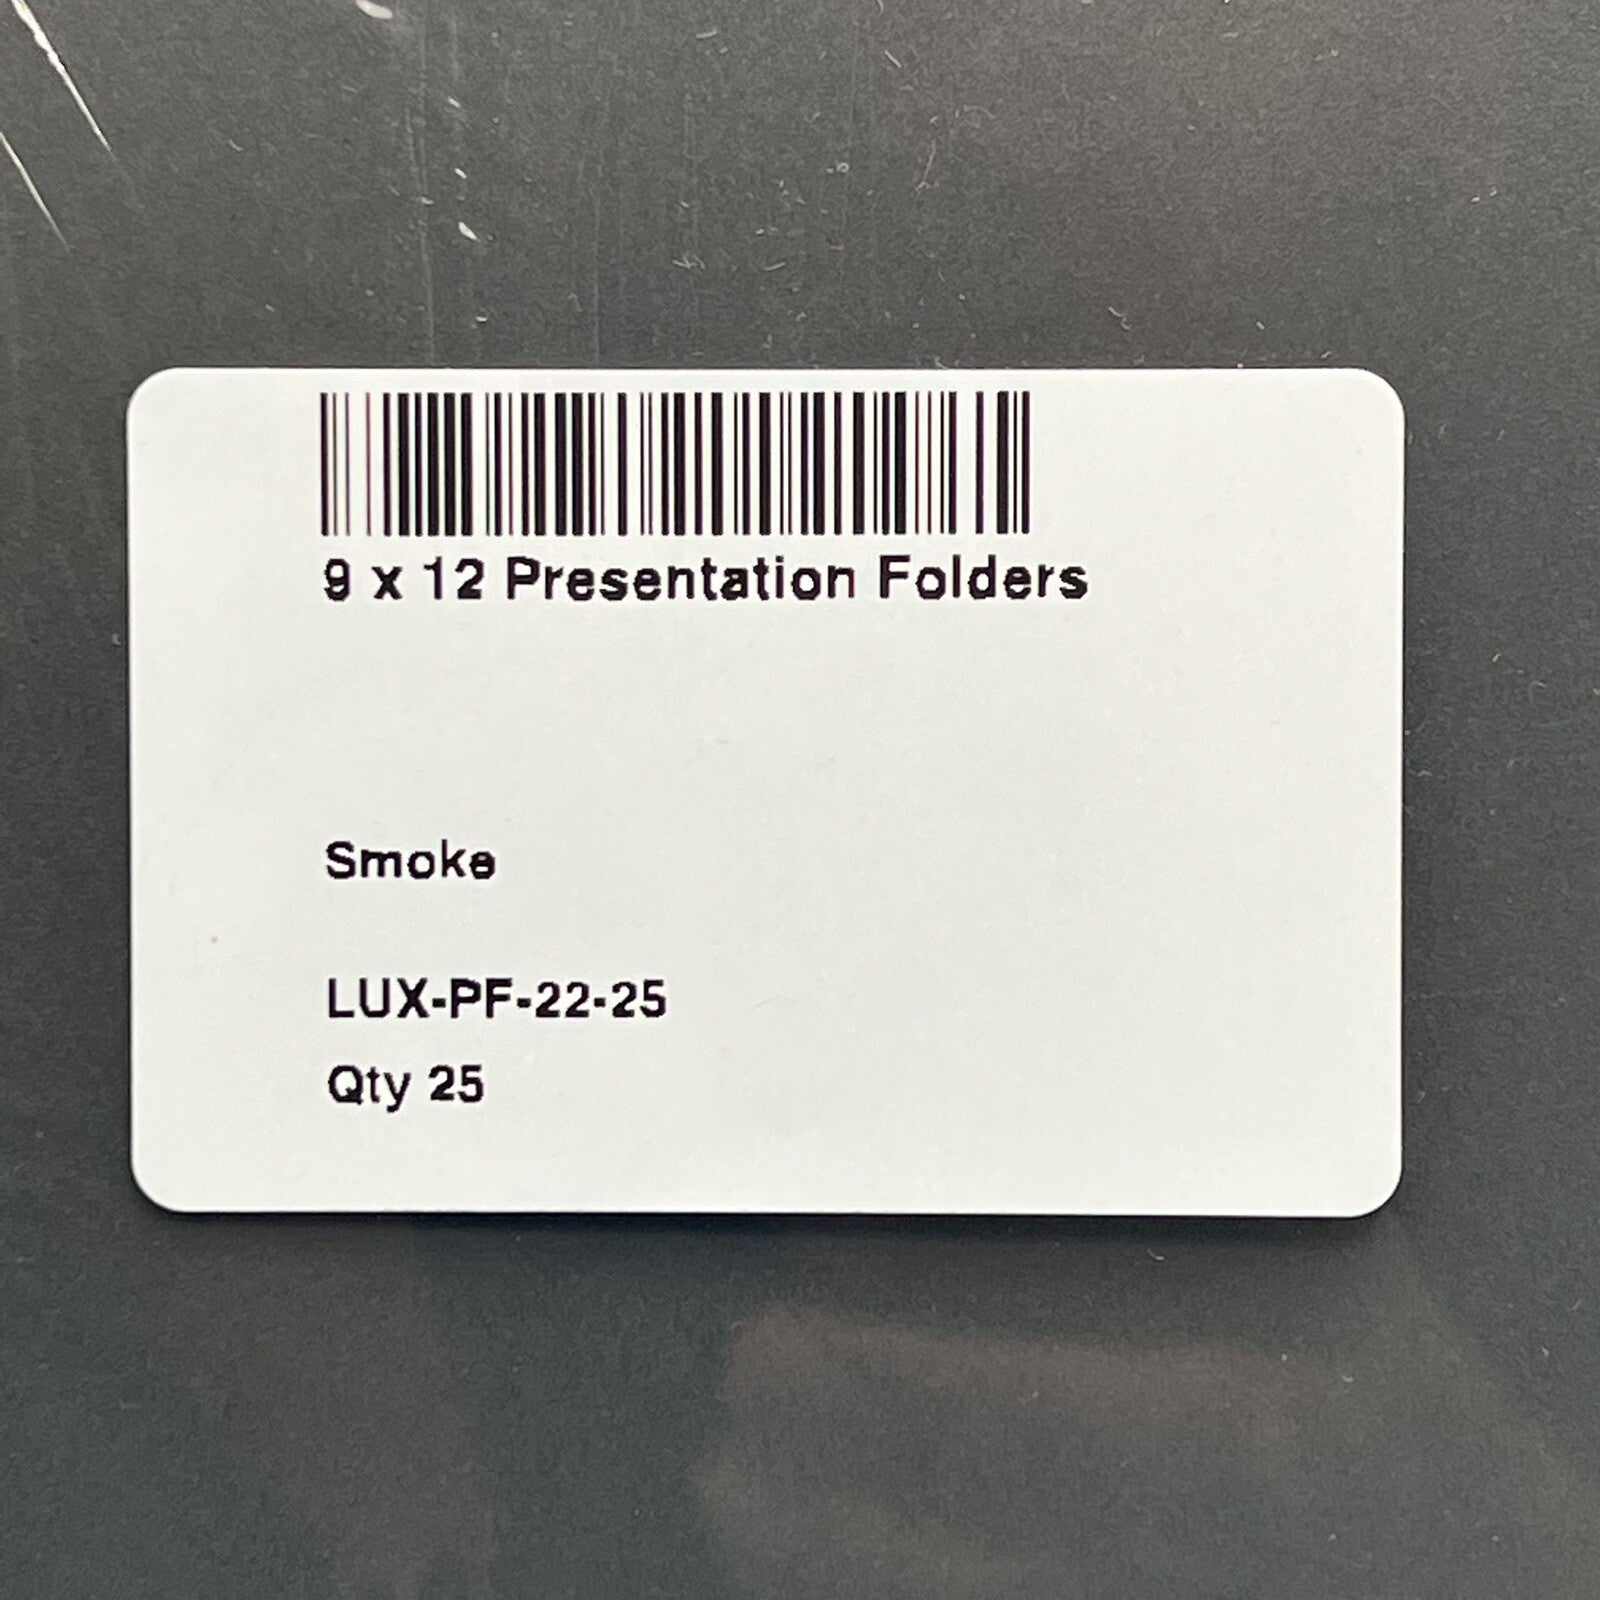 9 x 12 Presentation Folders
Smoke
LUX-PF-22-25
Qty 25